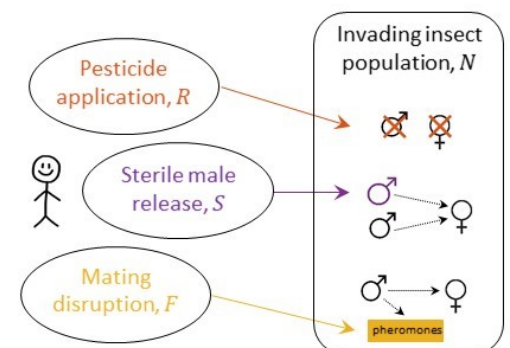 Invading insect
population, N
Pesticide
application, R
Sterile male
release, S
Mating
disruption, F
pheromones